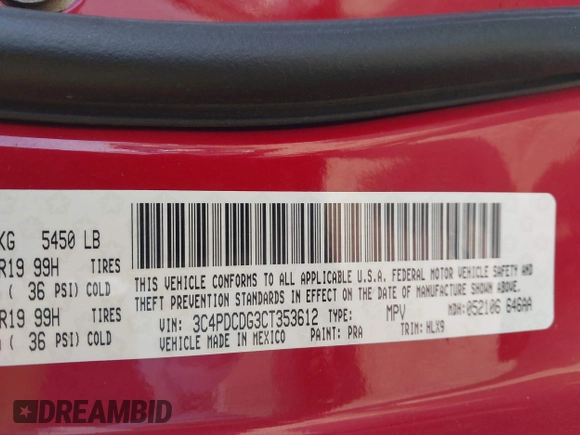 KG 5450 LB
R19 99H TIRES
( 36 PSI) COLD
R19 99H TIRES
( 36 PSI) COLD
THIS VEHICLE CONFORMS TO ALL APPLICABLE U.S.A. FEDERAL MOTOR VEHICLE SAFETY AND
THEFT PREVENTION STANDARDS IN EFFECT ON THE DATE OF MANUFACTURE SHOWN ABOVE.
VIN: 3C4PDCDG3CT353612 TYPE: MPV MDH: 052106 646AA
VEHICLE MADE IN MEXICO PAINT: PRA TRIM: HLX9
DREAMBID